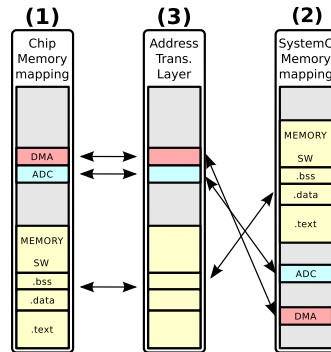 (1)
Chip
Memory
mapping
DMA
ADC
MEMORY
SW
.bss
.data
.text
(3)
Address
Trans.
Layer
(2)
SystemC
Memory
mapping
MEMORY
SW
.bss
.data
.text
ADC
DMA